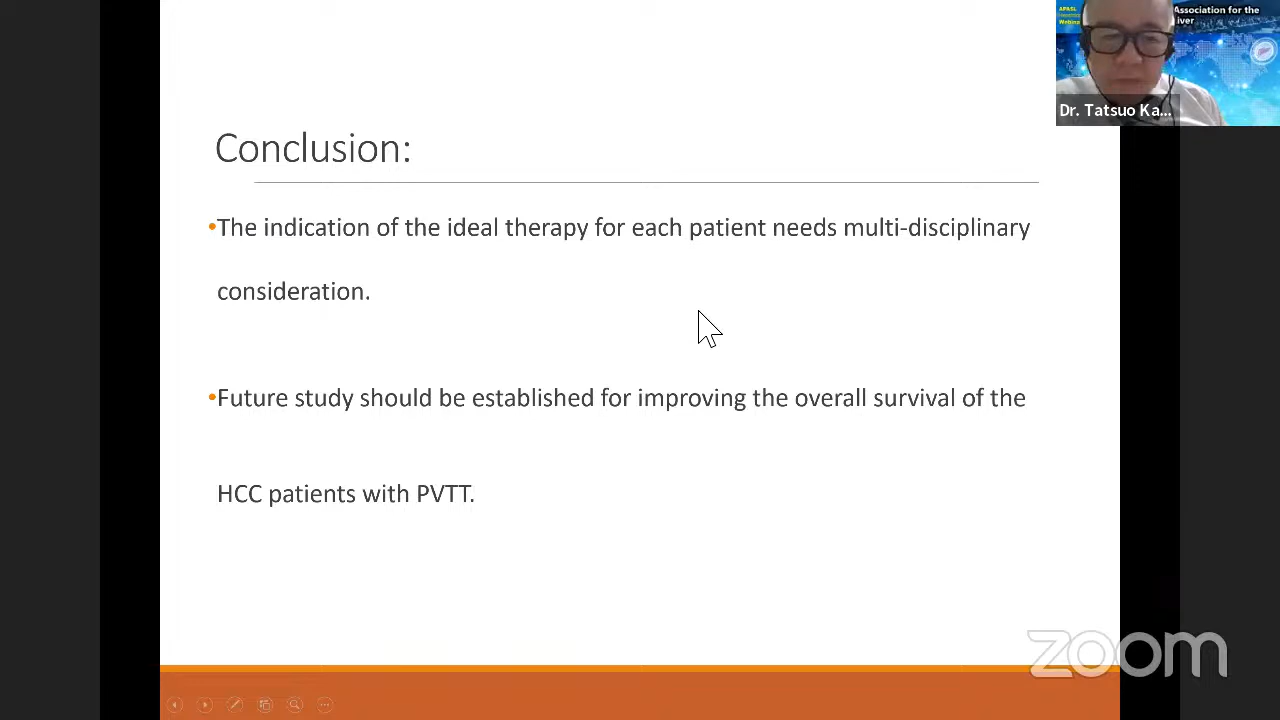 APASL
Webinar
Association for the
iver
Dr. Tatsuo Ka...
Conclusion:
•The indication of the ideal therapy for each patient needs multi-disciplinary
consideration.
•Future study should be established for improving the overall survival of the
HCC patients with PVTT.
zoom